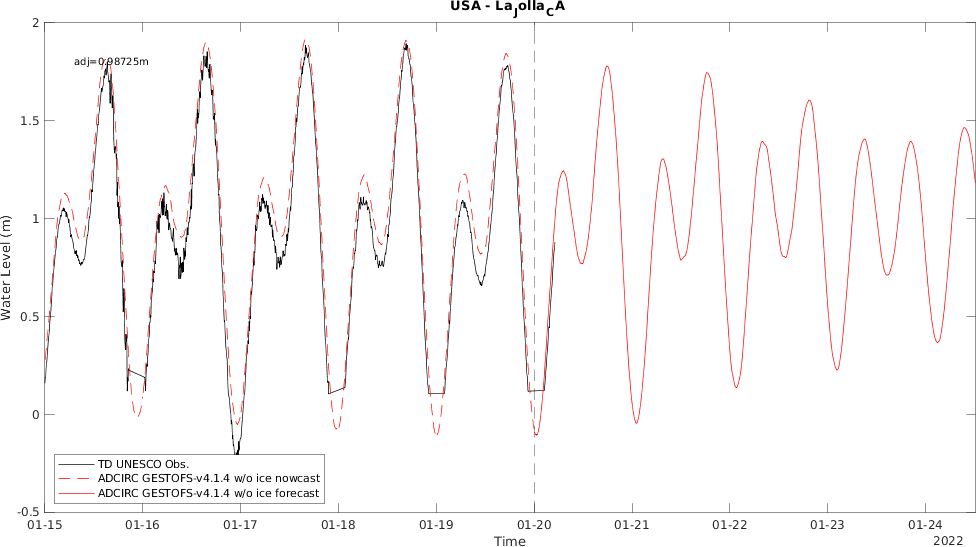 USA - LaJollaCA
adj=0.98725m
2
1.5
1
0.5
0
-0.5
Water Level (m)
TD UNESCO Obs.
ADCIRC GESTOFS-v4.1.4 w/o ice nowcast
ADCIRC GESTOFS-v4.1.4 w/o ice forecast
01-15 01-16 01-17 01-18 01-19 01-20 01-21 01-22 01-23 01-24
Time
2022